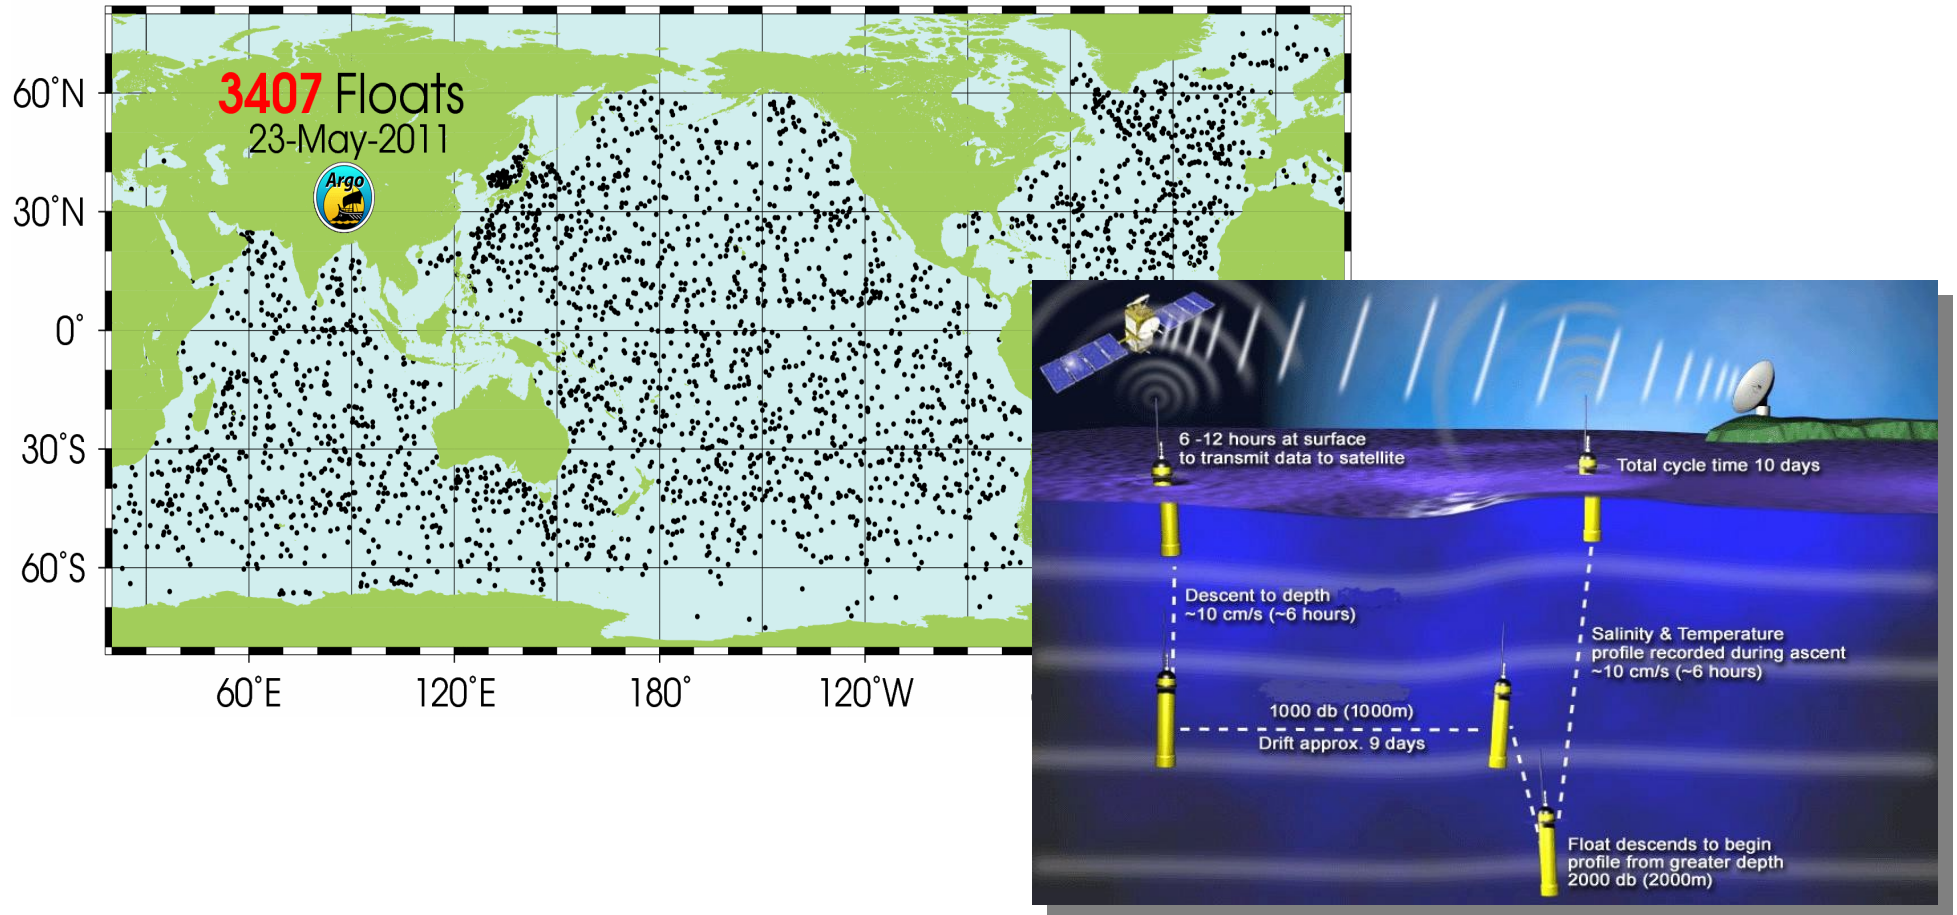 3407 Floats
23-May-2011
Argo
60°N
30°N
0°
30°S
60°S
60°E
120°E
180°
120°W
6 -12 hours at surface
to transmit data to satellite
Total cycle time 10 days
Descent to depth
~10 cm/s (~6 hours)
Salinity & Temperature
profile recorded during ascent
~10 cm/s (~6 hours)
1000 db (1000m)
Drift approx. 9 days
Float descends to begin
profile from greater depth
2000 db (2000m)